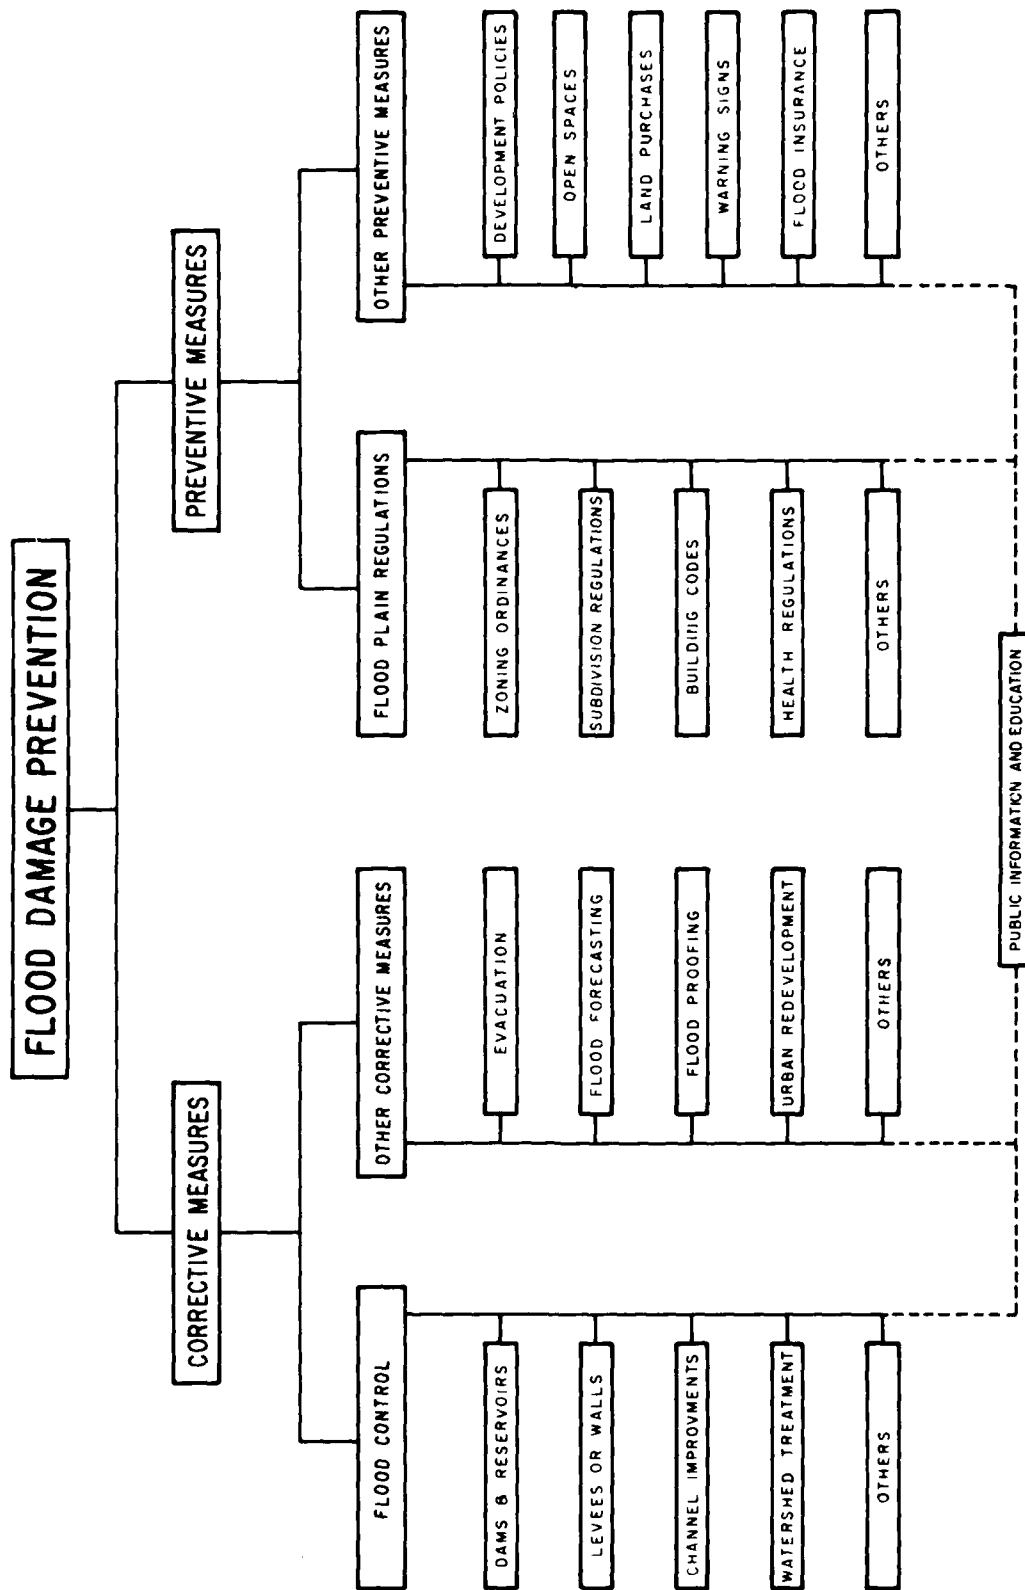 FLOOD DAMAGE PREVENTION
CORRECTIVE MEASURES
PREVENTIVE MEASURES
FLOOD CONTROL
OTHER CORRECTIVE MEASURES
FLOOD PLAIN REGULATIONS
OTHER PREVENTIVE MEASURES
DAMS & RESERVOIRS
LEVEES OR WALLS
CHANNEL IMPROVMENTS
WATERSHED TREATMENT
OTHERS
EVACUATION
FLOOD FORECASTING
FLOOD PROOFING
URBAN REDEVELOPMENT
OTHERS
ZONING ORDINANCES
SUBDIVISION REGULATIONS
BUILDING CODES
HEALTH REGULATIONS
OTHERS
DEVELOPMENT POLICIES
OPEN SPACES
LAND PURCHASES
WARNING SIGNS
FLOOD INSURANCE
OTHERS
PUBLIC INFORMATION AND EDUCATION